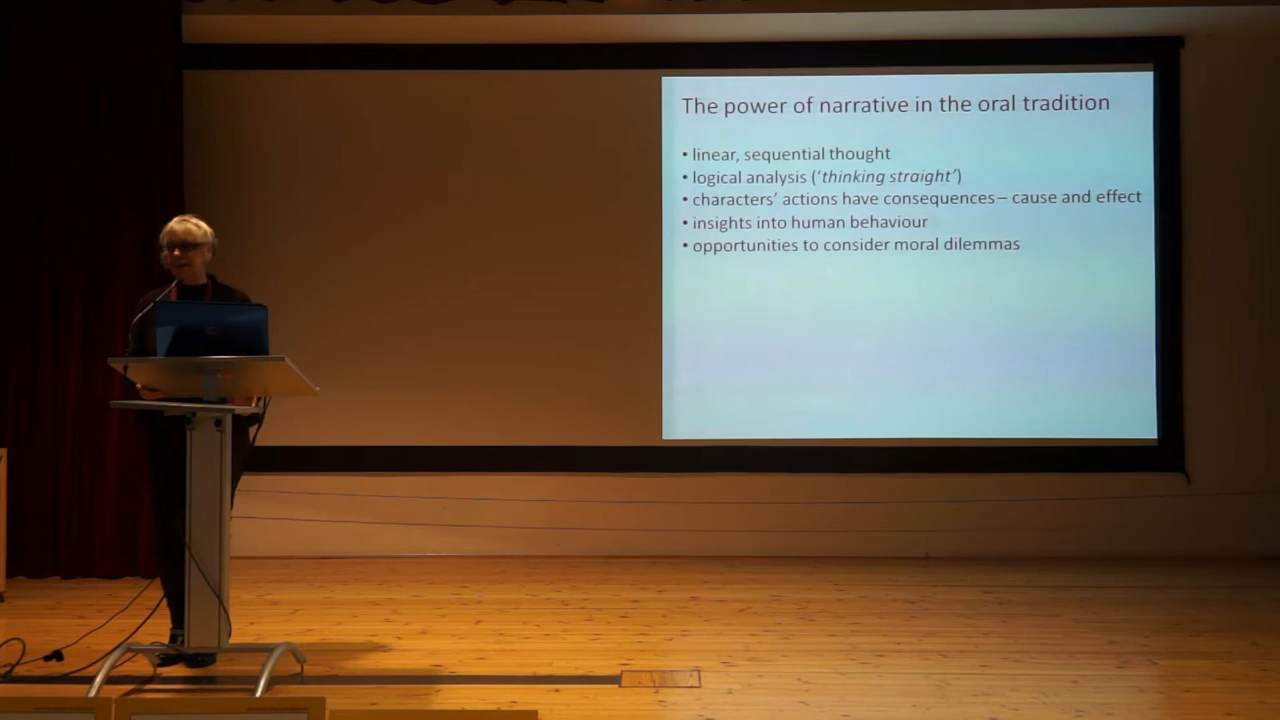 The power of narrative in the oral tradition
• linear, sequential thought
• logical analysis (‘thinking straight’)
• characters’ actions have consequences – cause and effect
• insights into human behaviour
• opportunities to consider moral dilemmas